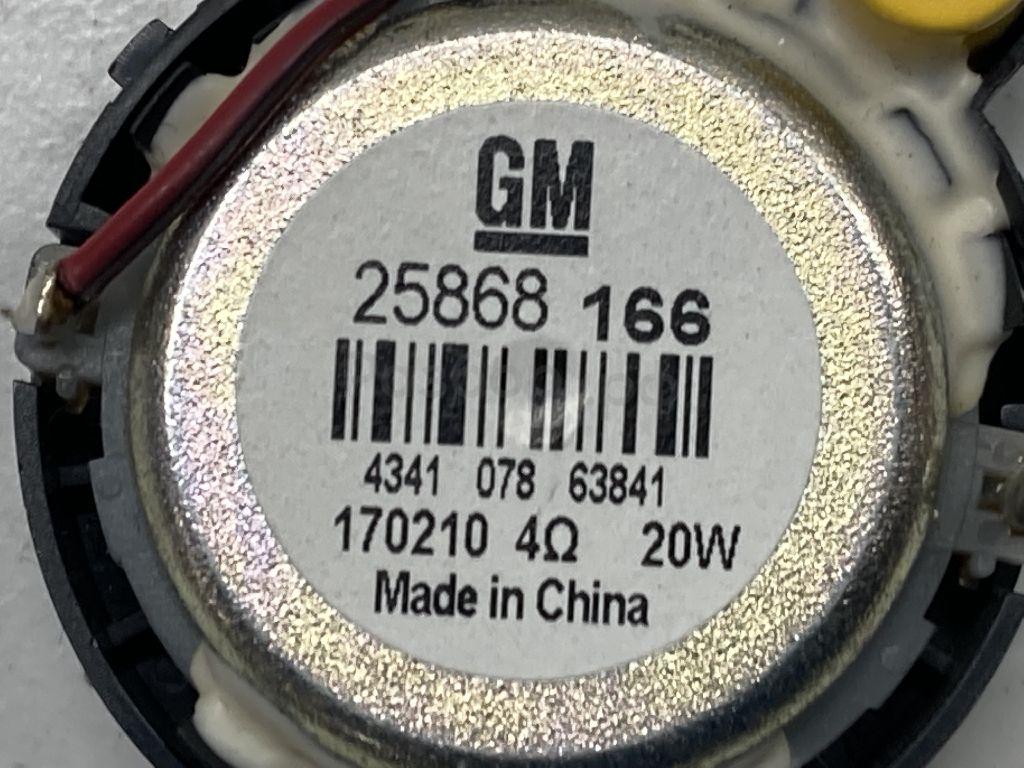 GM
25868 166
4341 078 63841
170210 4Ω 20W
Made in China